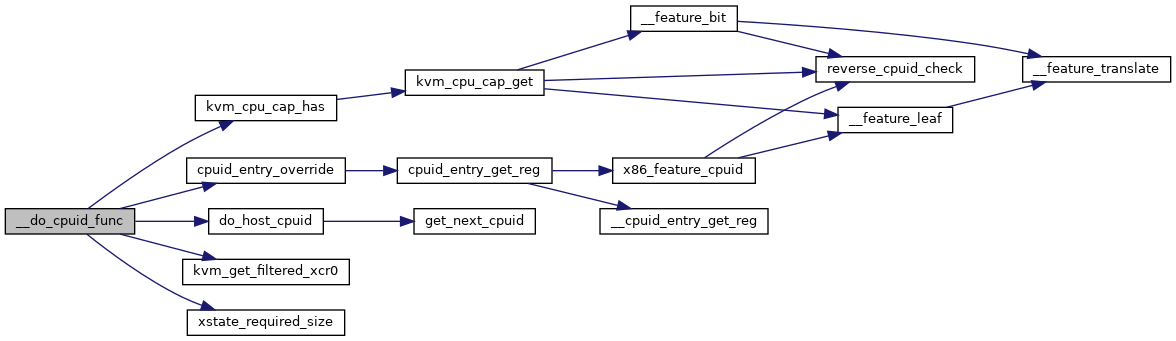 __feature_bit
reverse_cpuid_check
__feature_translate
kvm_cpu_cap_get
kvm_cpu_cap_has
__feature_leaf
cpuid_entry_override
cpuid_entry_get_reg
x86_feature_cpuid
__do_cpuid_func
do_host_cpuid
get_next_cpuid
__cpuid_entry_get_reg
kvm_get_filtered_xcr0
xstate_required_size